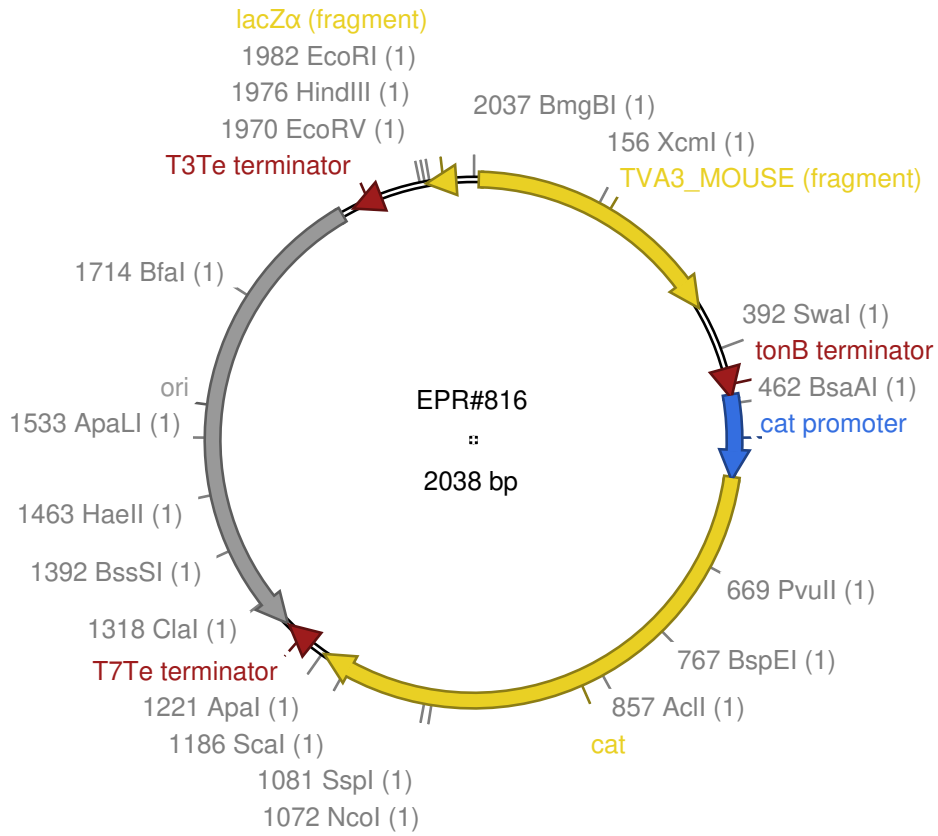 lacZα (fragment)
1982 EcoRI (1)
1976 HindIII (1)
1970 EcoRV (1)
T3Te terminator
2037 BmgBI (1)
156 XcmI (1)
TVA3_MOUSE (fragment)
1714 BfaI (1)
392 SwaI (1)
tonB terminator
462 BsaAI (1)
cat promoter
ori
1533 ApaLI (1)
EPR#816
2038 bp
1463 HaeII (1)
1392 BssSI (1)
1318 ClaI (1)
T7Te terminator
1221 ApaI (1)
1186 ScaI (1)
1081 SspI (1)
1072 NcoI (1)
669 PvuII (1)
767 BspEI (1)
857 AclI (1)
cat